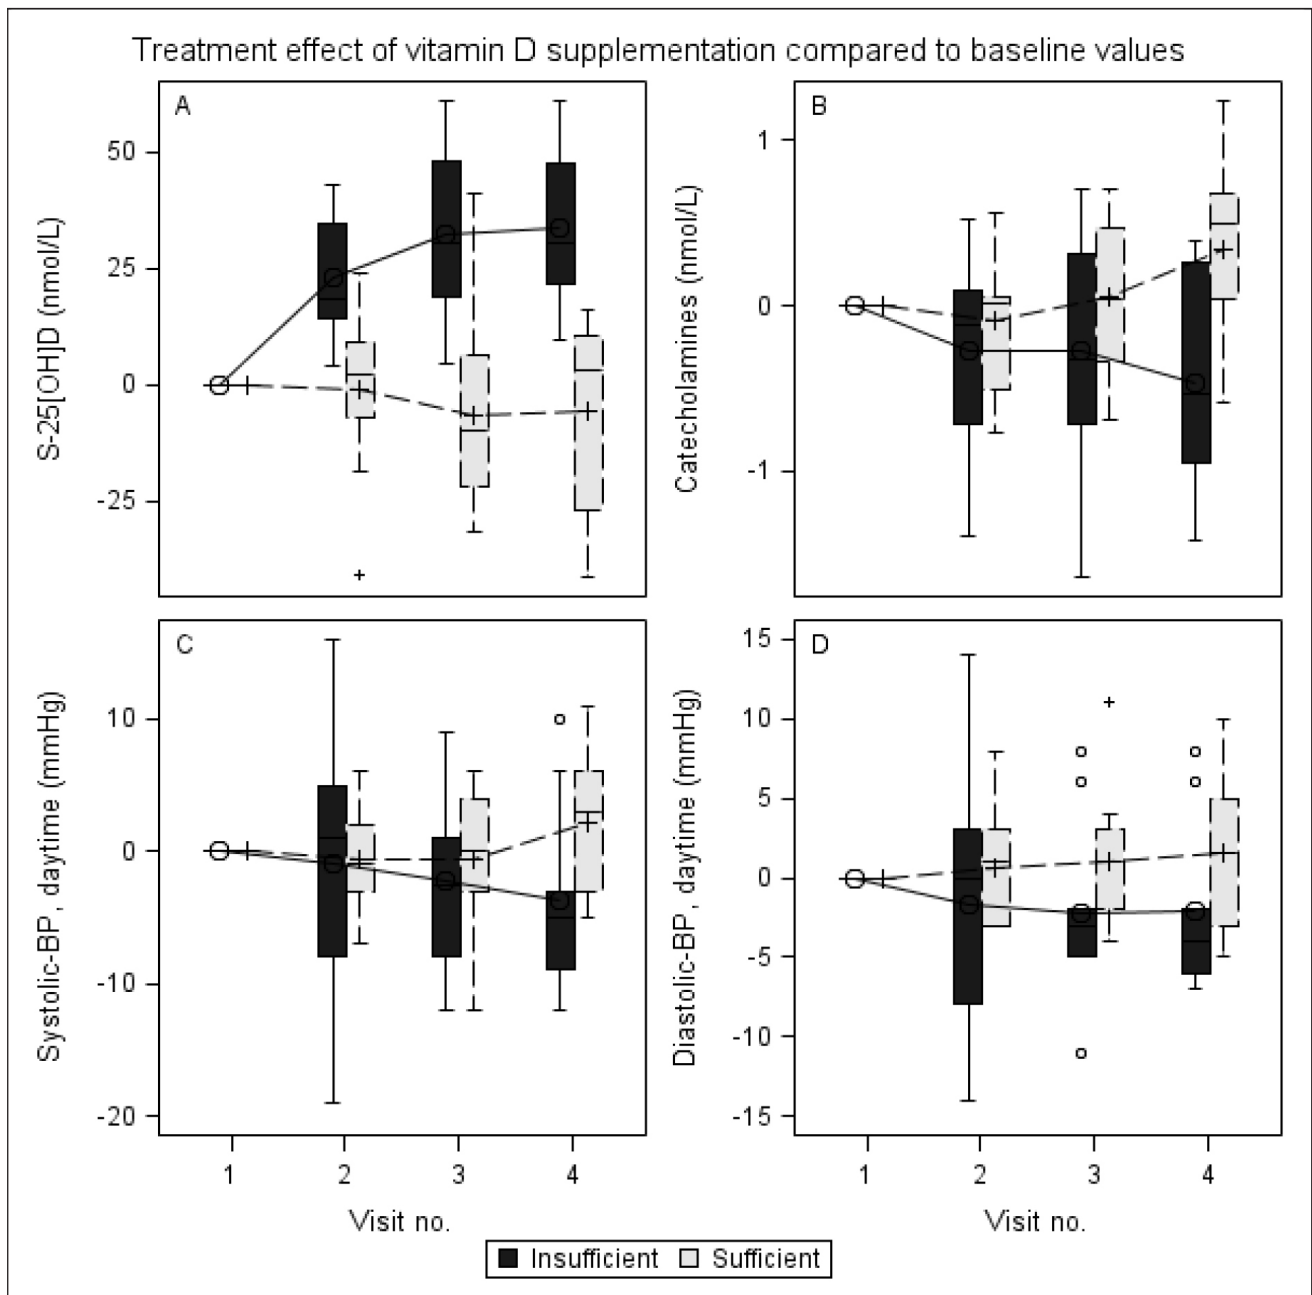 Treatment effect of vitamin D supplementation compared to baseline values
A
S-25[OH]D (nmol/L)
50
25
0
-25
B
Catecholamines (nmol/L)
1
0
-1
C
Systolic-BP, daytime (mmHg)
10
0
-10
-20
1 2 3 4
Visit no.
D
Diastolic-BP, daytime (mmHg)
15
10
5
0
-5
-10
-15
1 2 3 4
Visit no.
Insufficient Sufficient